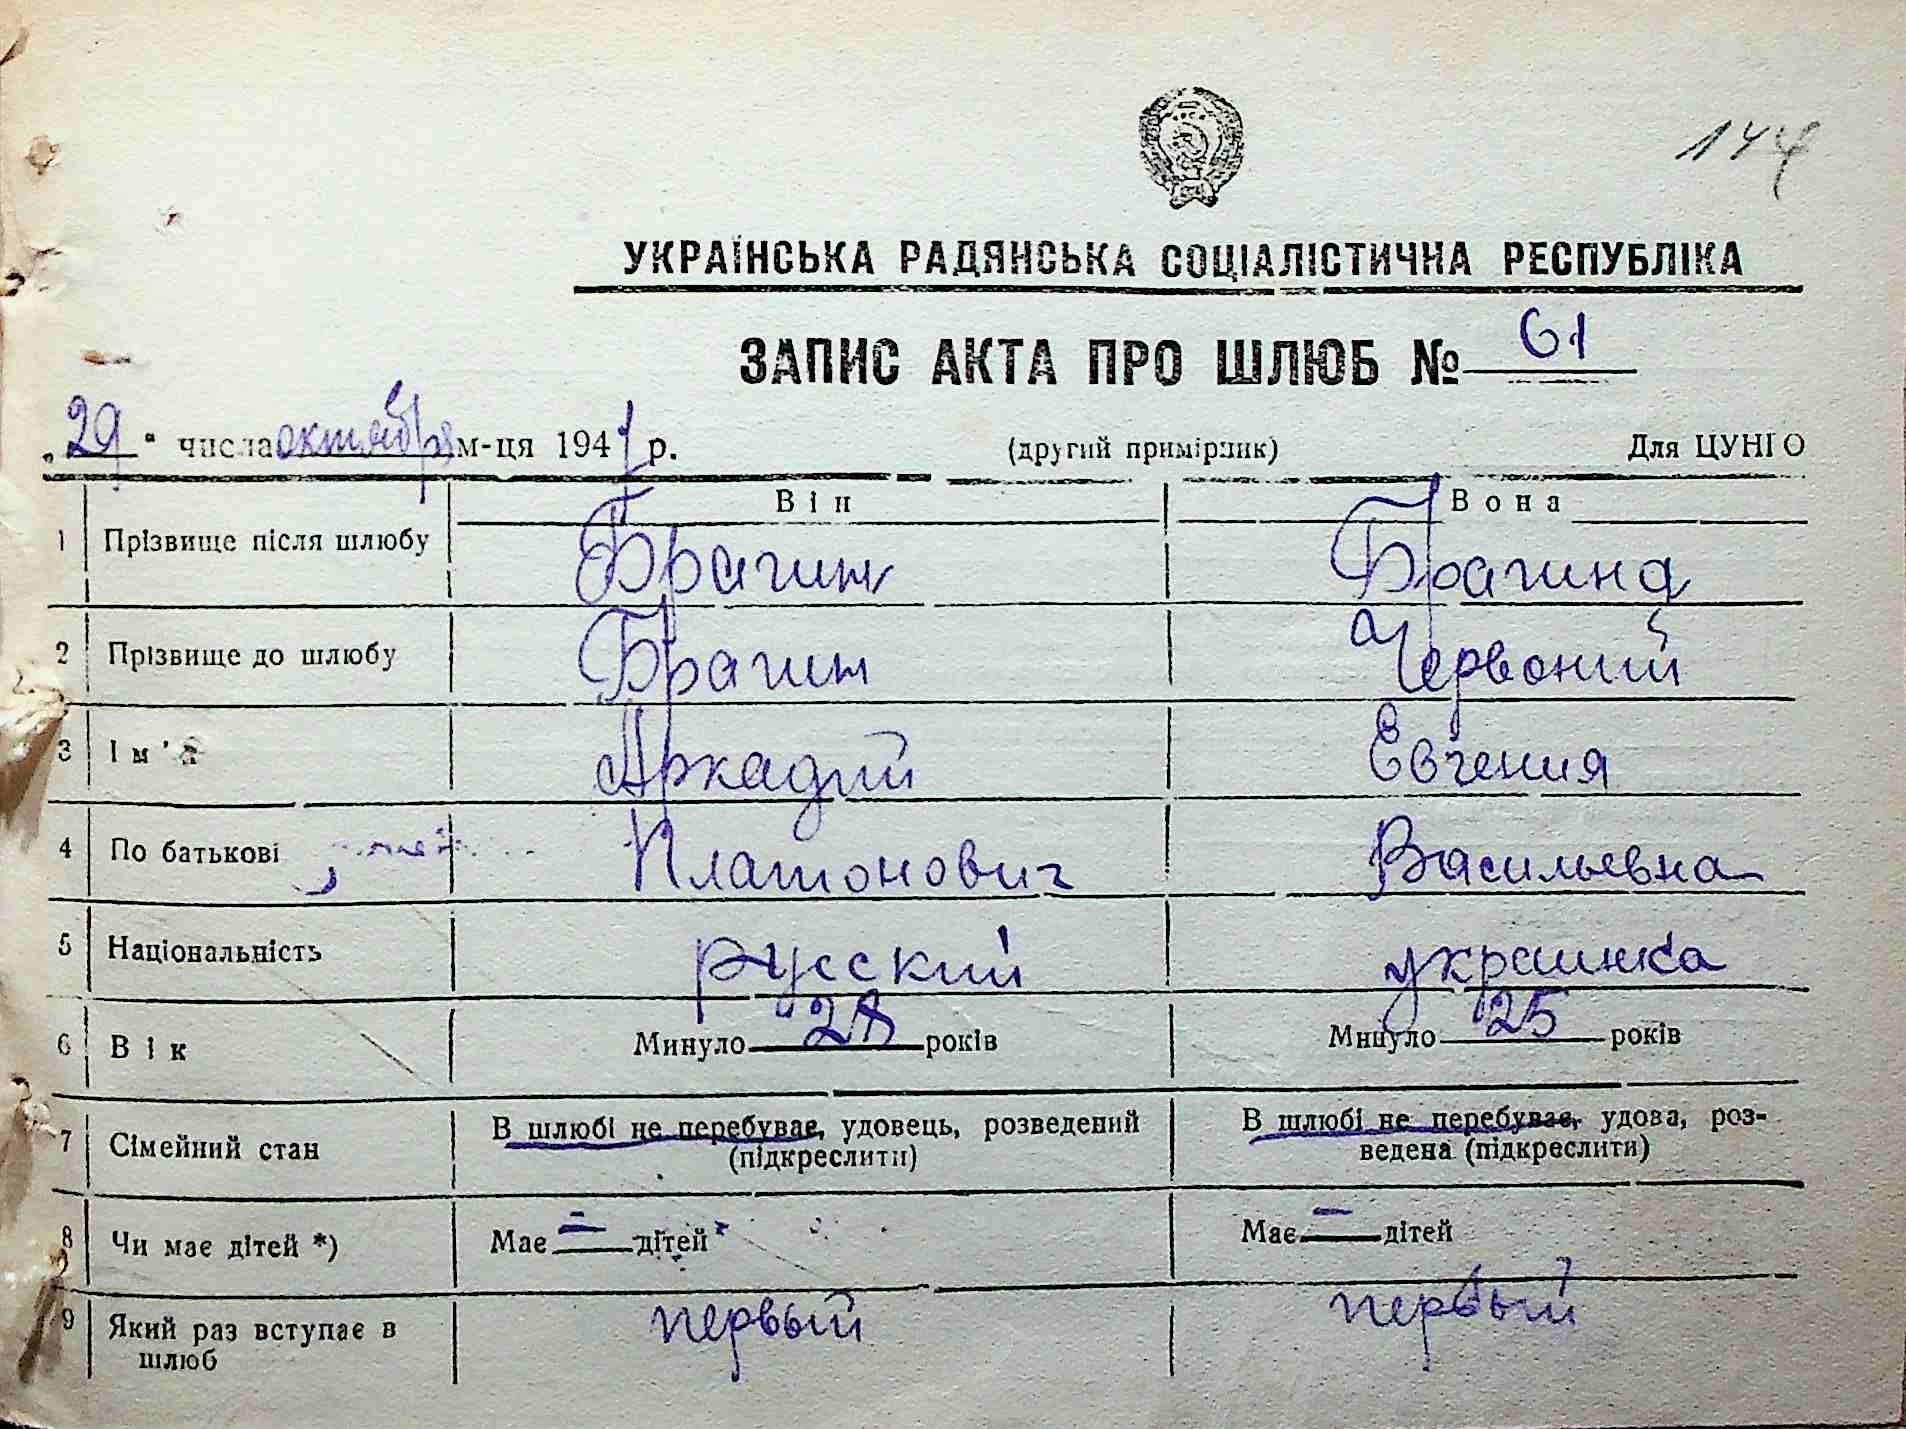 144
УКРАЇНСЬКА РАДЯНСЬКА СОЦІАЛІСТИЧНА РЕСПУБЛІКА
ЗАПИС АКТА ПРО ШЛЮБ № 61
„29“ числа октября м-ця 1947 р. (другий примірник) Для ЦУНГО
Він Вона
1 Прізвище після шлюбу Брагин Брагина
2 Прізвище до шлюбу Брагин Червоний
3 Ім'я Аркадий Евгения
4 По батькові Платонович Васильевна
5 Національність русский украинка
6 Вік Минуло 28 років Минуло 25 років
7 Сімейний стан В шлюбі не перебуває, удовець, розведений (підкреслити) В шлюбі не перебуває, удова, роз-
ведена (підкреслити)
8 Чи має дітей *) Має — дітей Має — дітей
9 Який раз вступає в шлюб первый первый